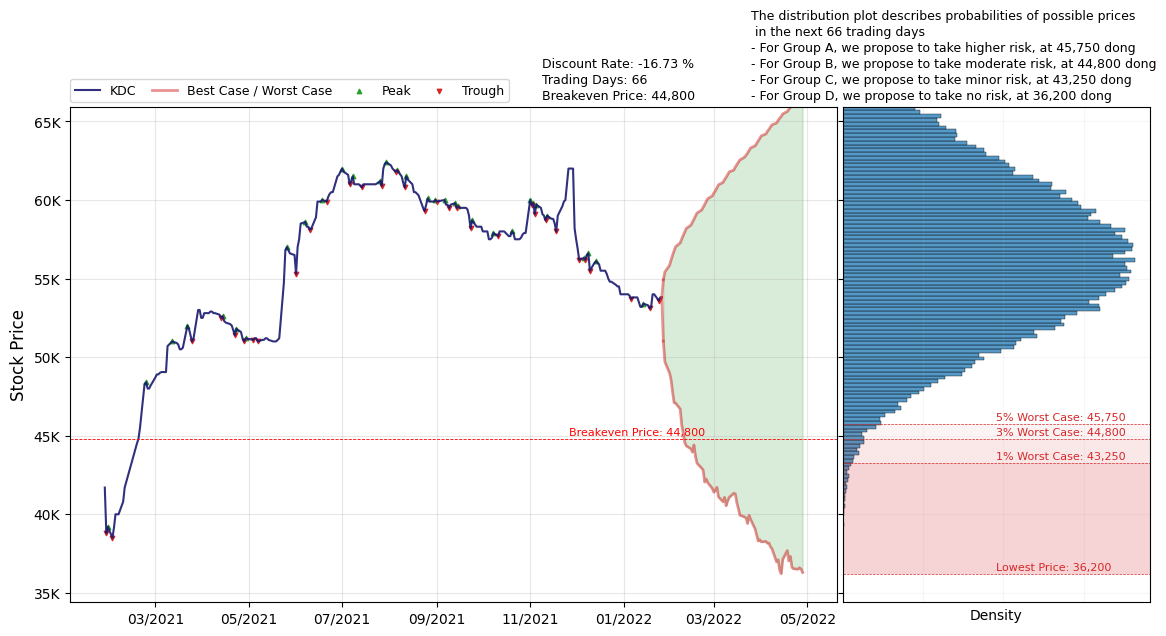 The distribution plot describes probabilities of possible prices
in the next 66 trading days
- For Group A, we propose to take higher risk, at 45,750 dong
- For Group B, we propose to take moderate risk, at 44,800 dong
- For Group C, we propose to take minor risk, at 43,250 dong
- For Group D, we propose to take no risk, at 36,200 dong
Discount Rate: -16.73 %
Trading Days: 66
Breakeven Price: 44,800
KDC
Best Case / Worst Case
Peak
Trough
Stock Price
65K
60K
55K
50K
45K
40K
35K
Breakeven Price: 44,800
03/2021
05/2021
07/2021
09/2021
11/2021
01/2022
03/2022
05/2022
5% Worst Case: 45,750
3% Worst Case: 44,800
1% Worst Case: 43,250
Lowest Price: 36,200
Density